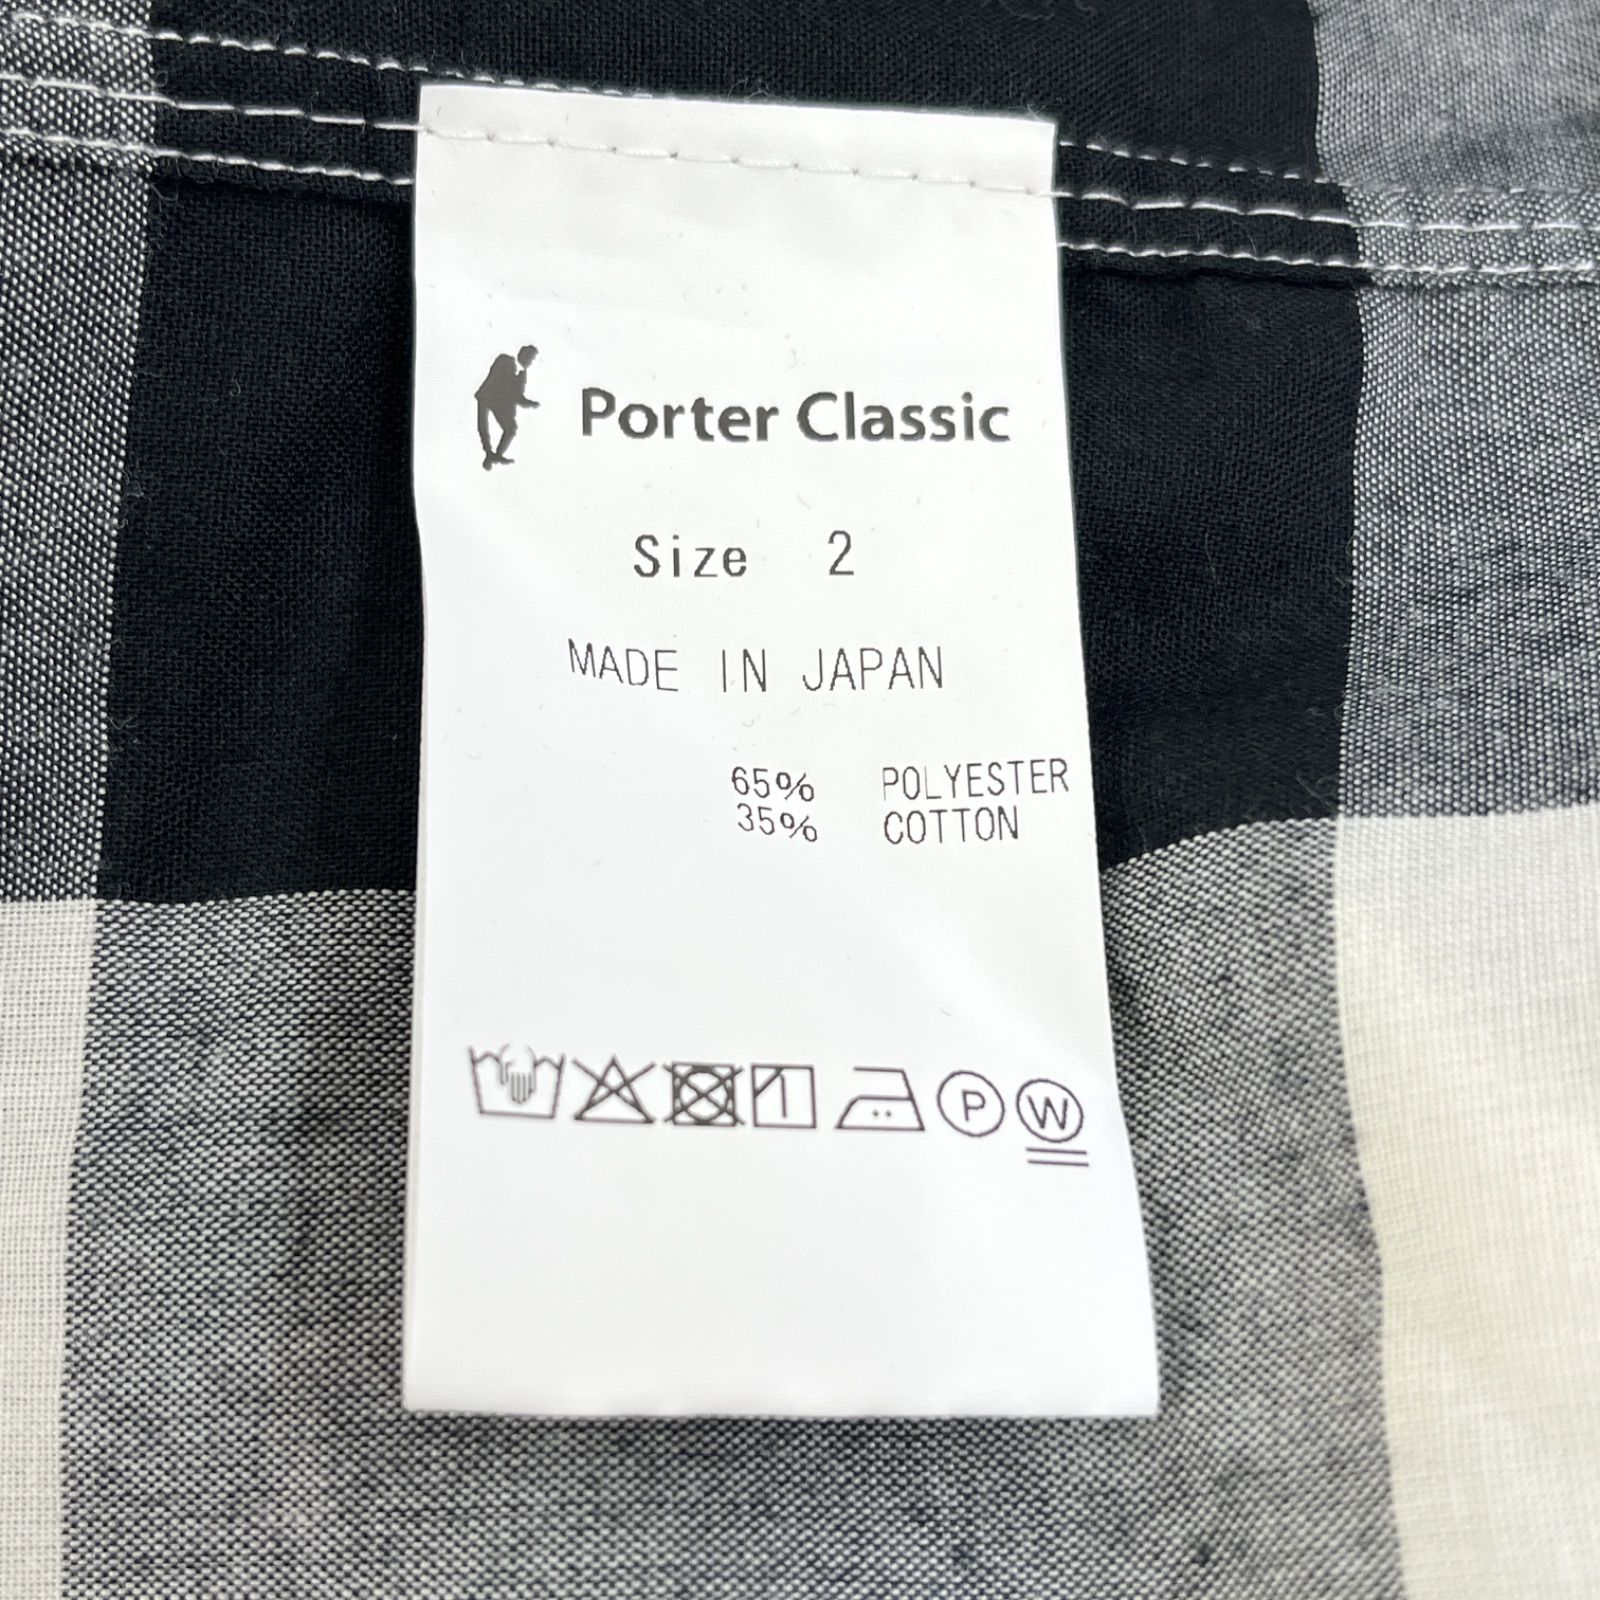 Porter Classic
Size 2
MADE IN JAPAN
65% POLYESTER
35% COTTON
P W